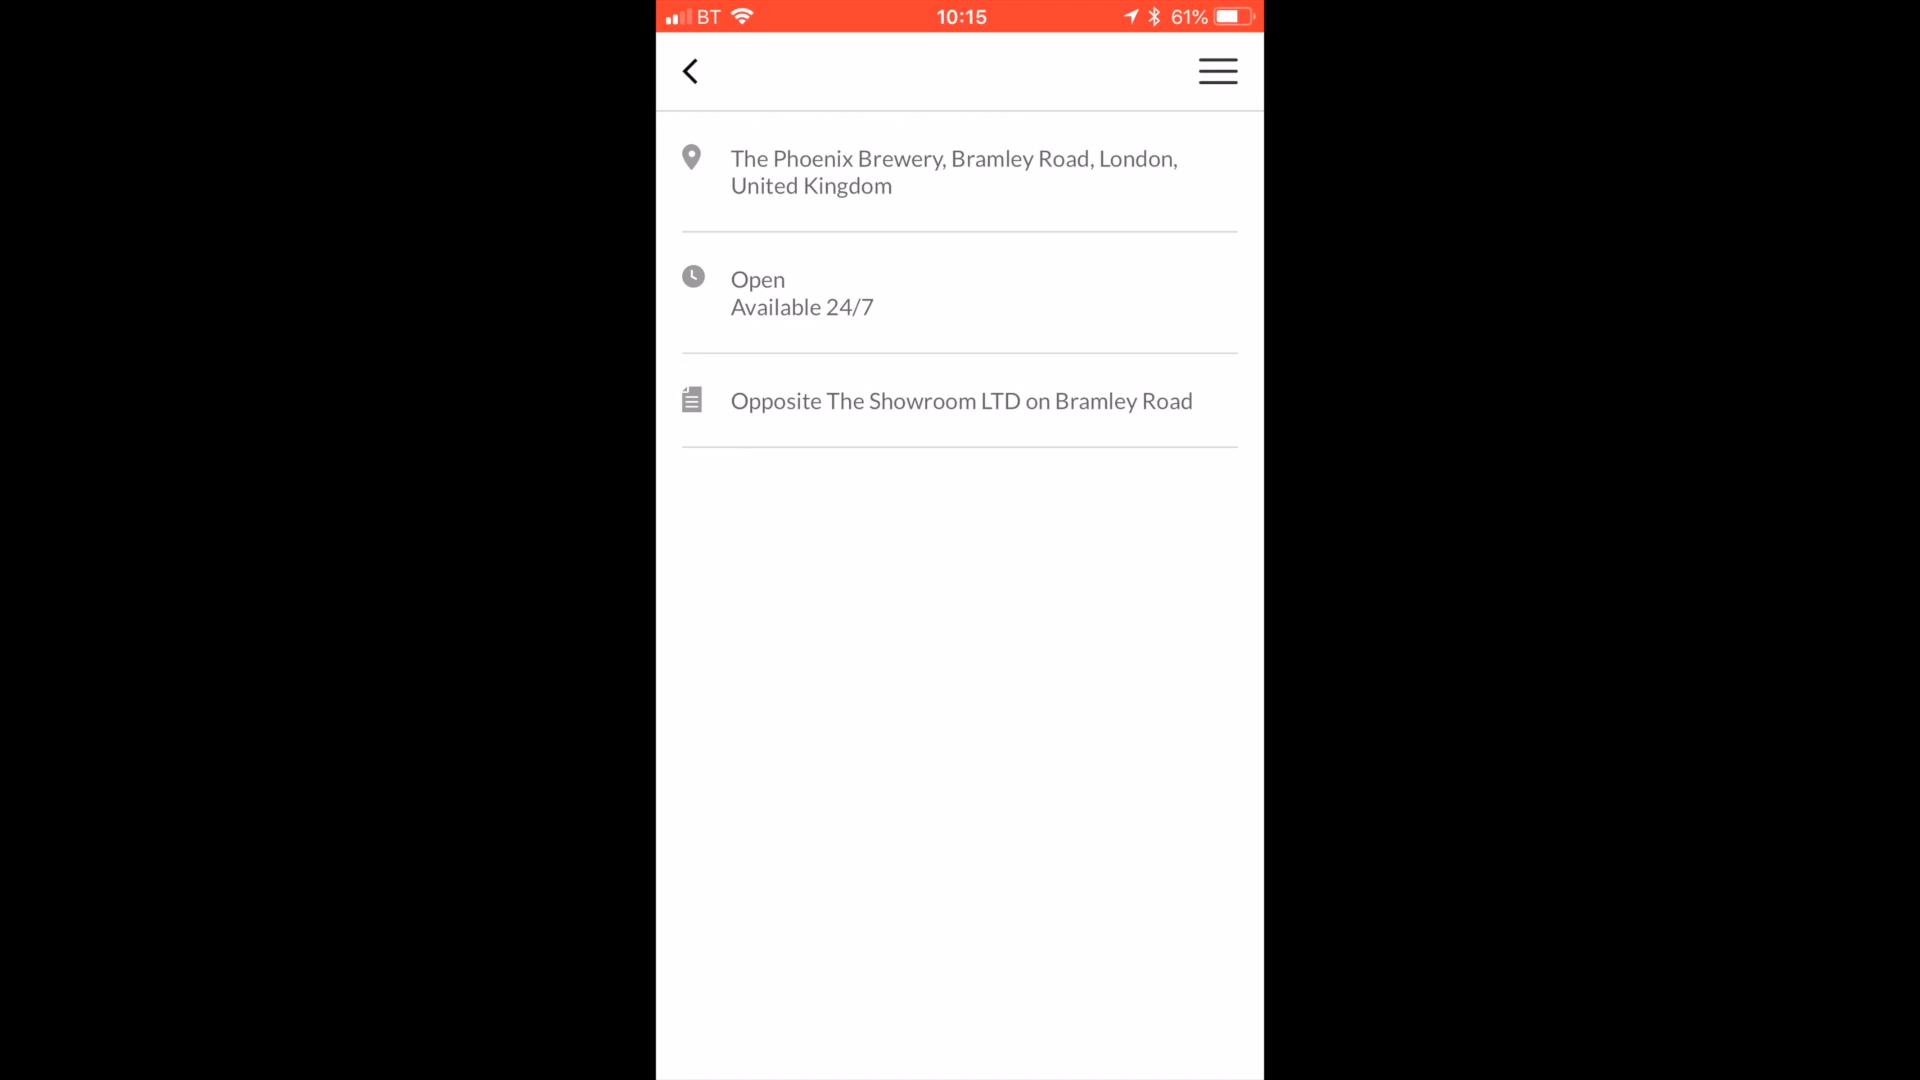 BT 10:15 61%
The Phoenix Brewery, Bramley Road, London,
United Kingdom
Open
Available 24/7
Opposite The Showroom LTD on Bramley Road